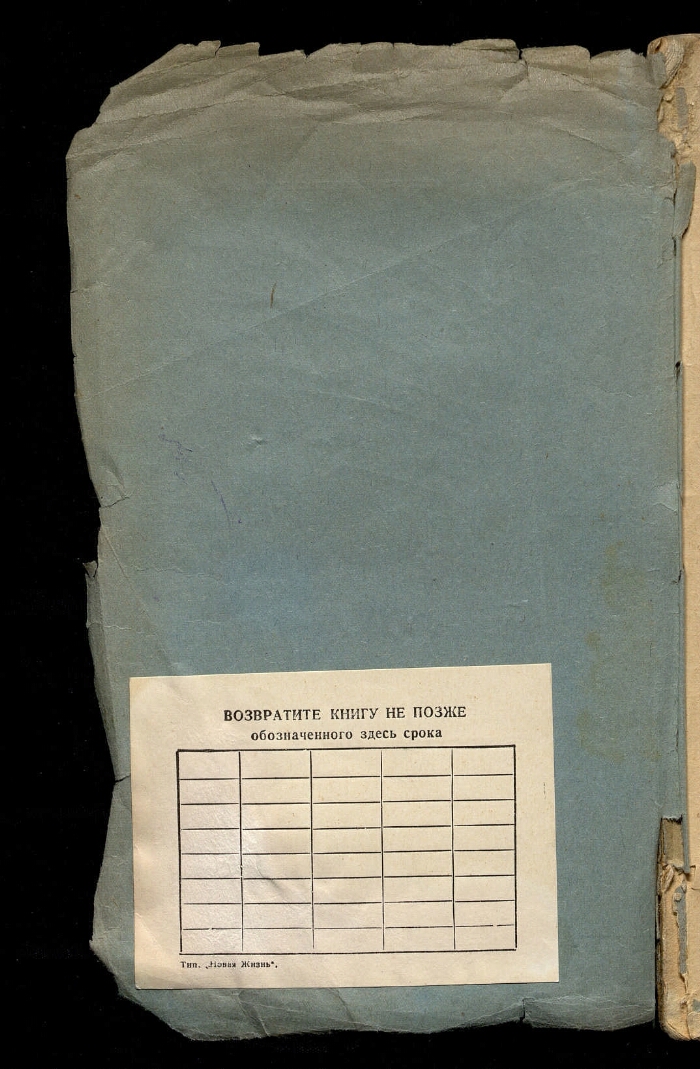 ВОЗВРАТИТЕ КНИГУ НЕ ПОЗЖЕ
обозначенного здесь срока
Тип. „Новая Жизнь“.